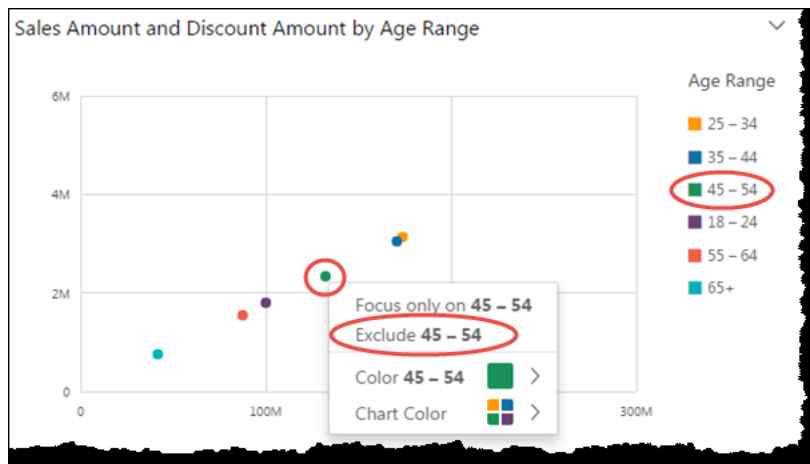 Sales Amount and Discount Amount by Age Range
Age Range
25 – 34
35 – 44
45 – 54
18 – 24
55 – 64
65+
6M
4M
2M
0
0
100M
300M
Focus only on 45 – 54
Exclude 45 – 54
Color 45 – 54
Chart Color